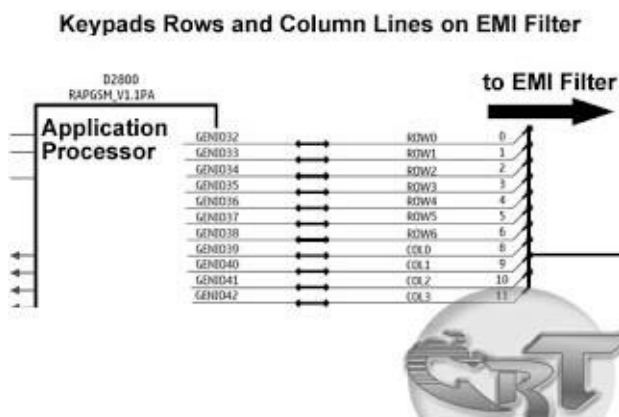 Keypads Rows and Column Lines on EMI Filter
D2800
RAPGSM_V1.1PA
to EMI Filter
Application
Processor
GENIO32 ROW0 0
GENIO33 ROW1 1
GENIO34 ROW2 2
GENIO35 ROW3 3
GENIO36 ROW4 4
GENIO37 ROW5 5
GENIO38 ROW6 6
GENIO39 COL0 8
GENIO40 COL1 9
GENIO41 COL2 10
GENIO42 COL3 11
CRT